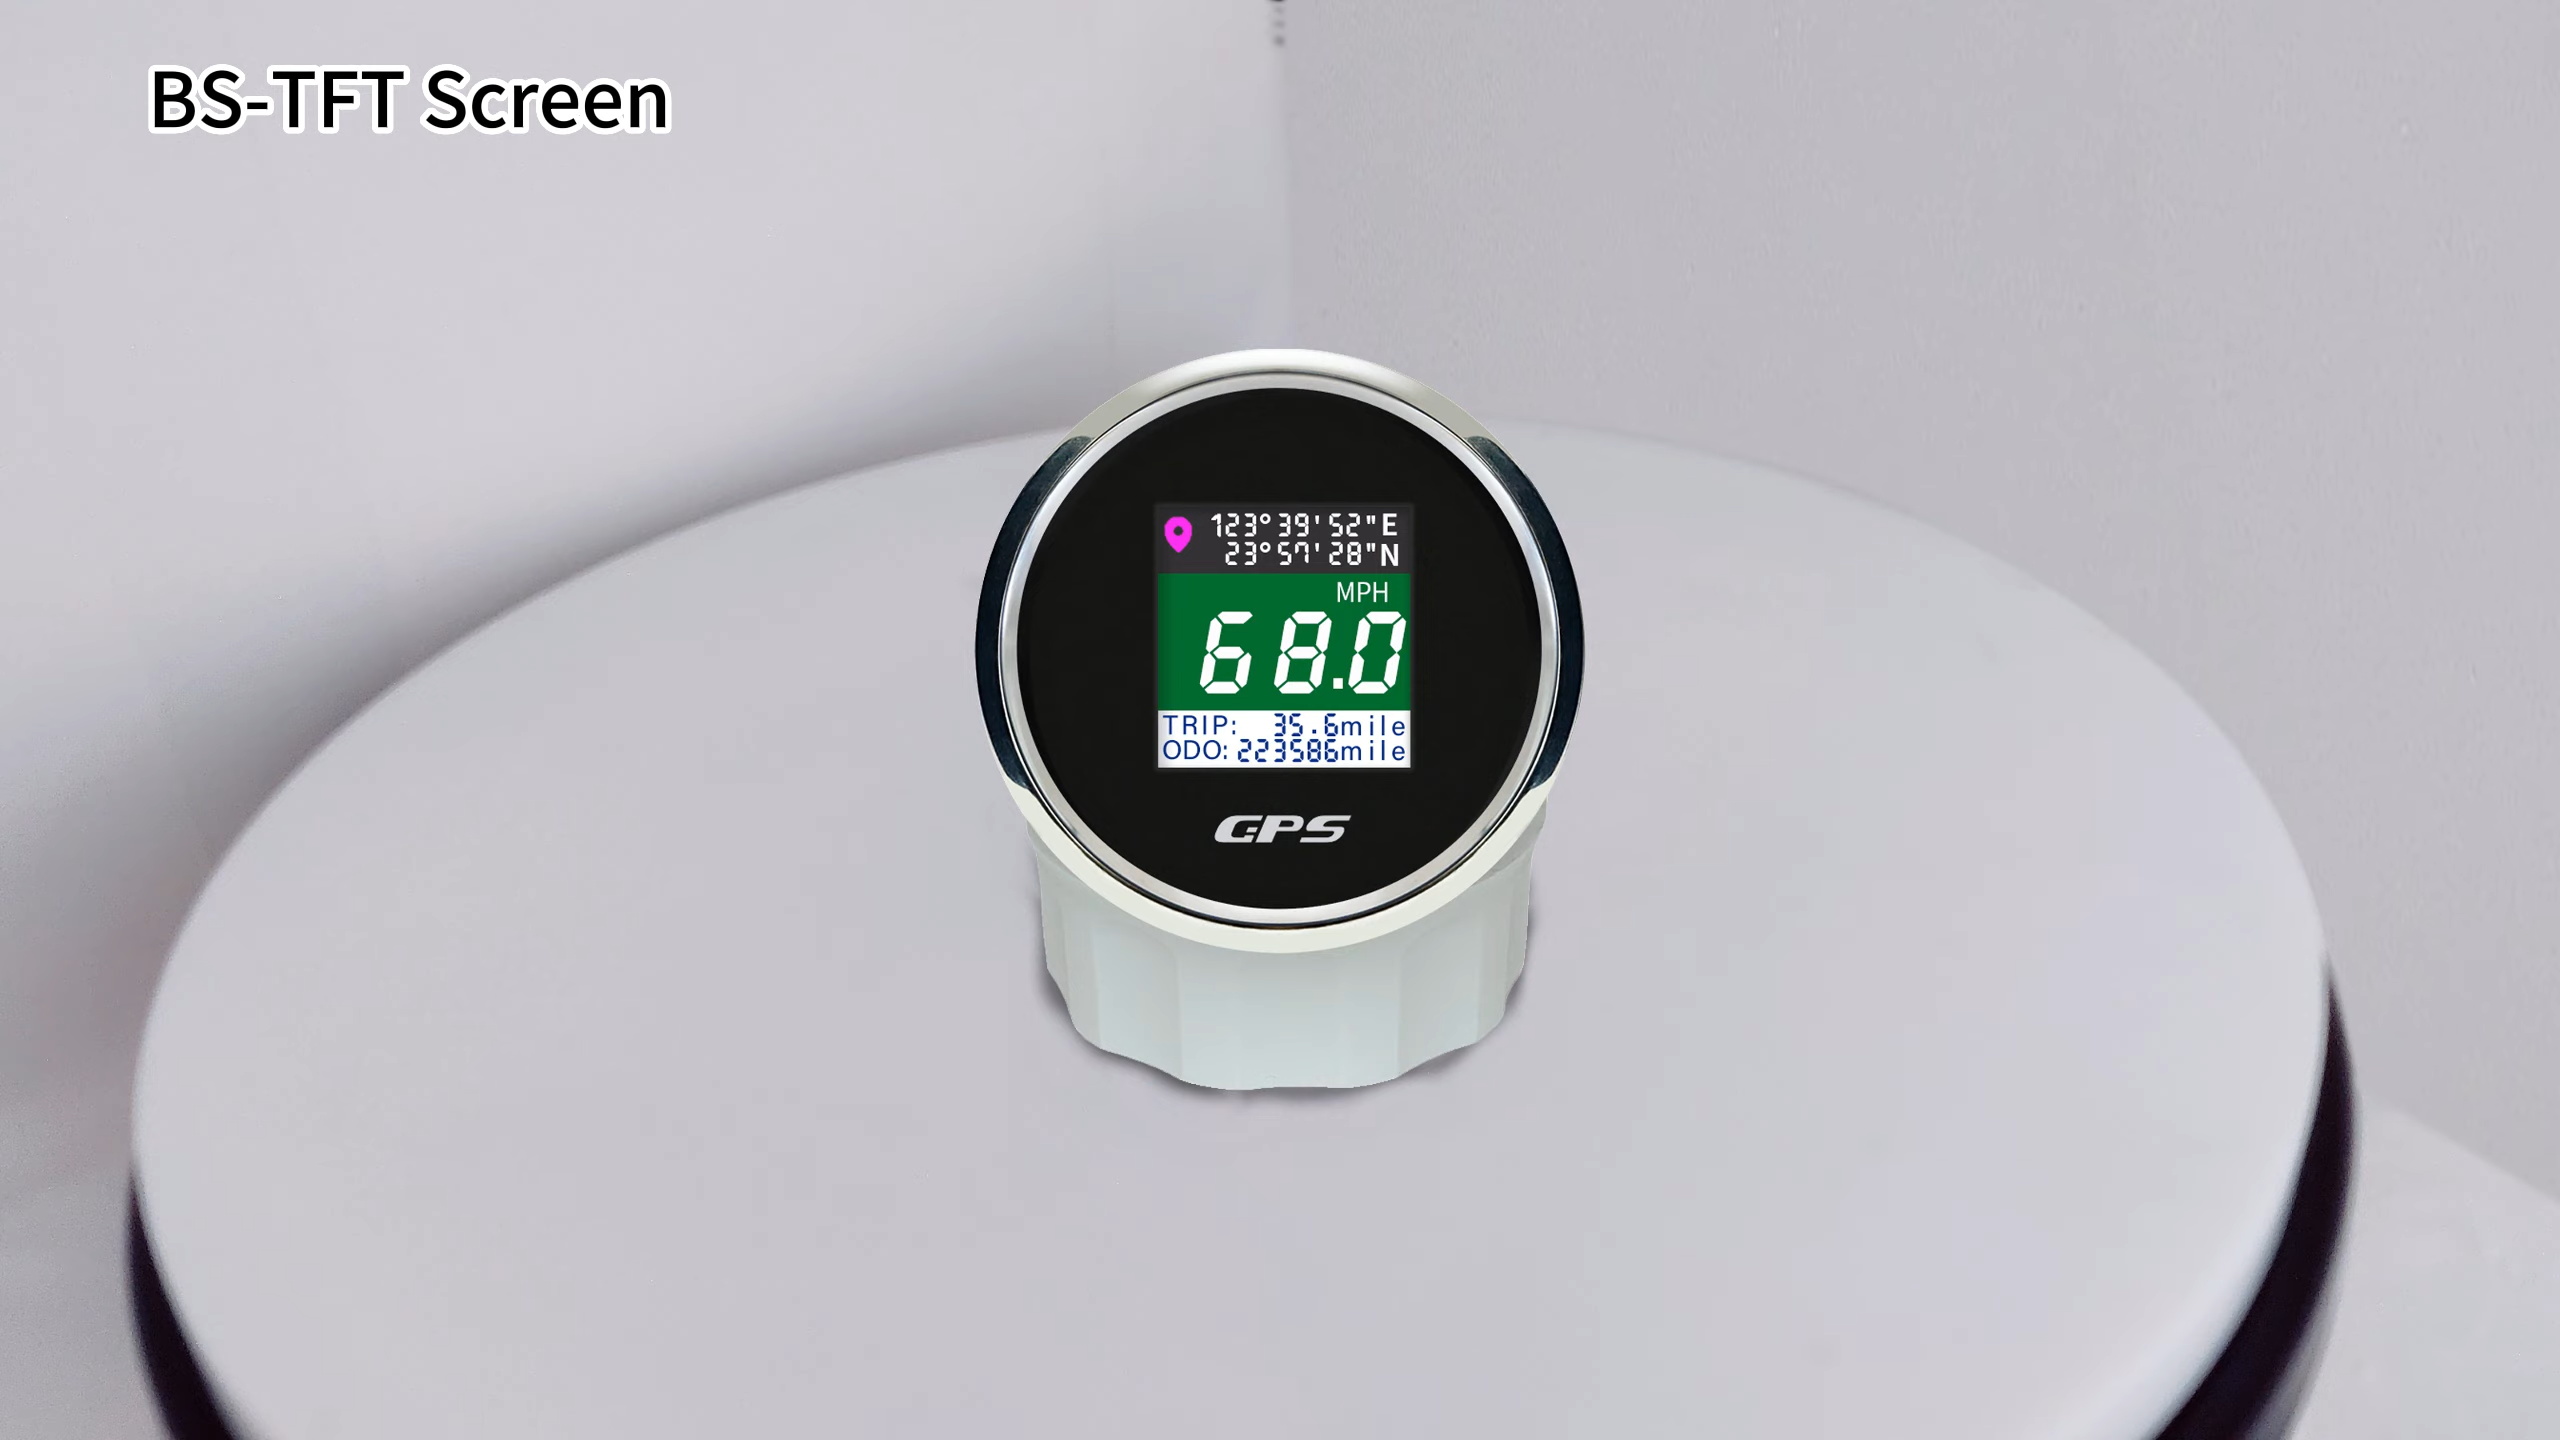 BS-TFT Screen
123°39'52"E
23°57'28"N
MPH
68.0
TRIP: 35.6mile
ODO: 223586mile
GPS